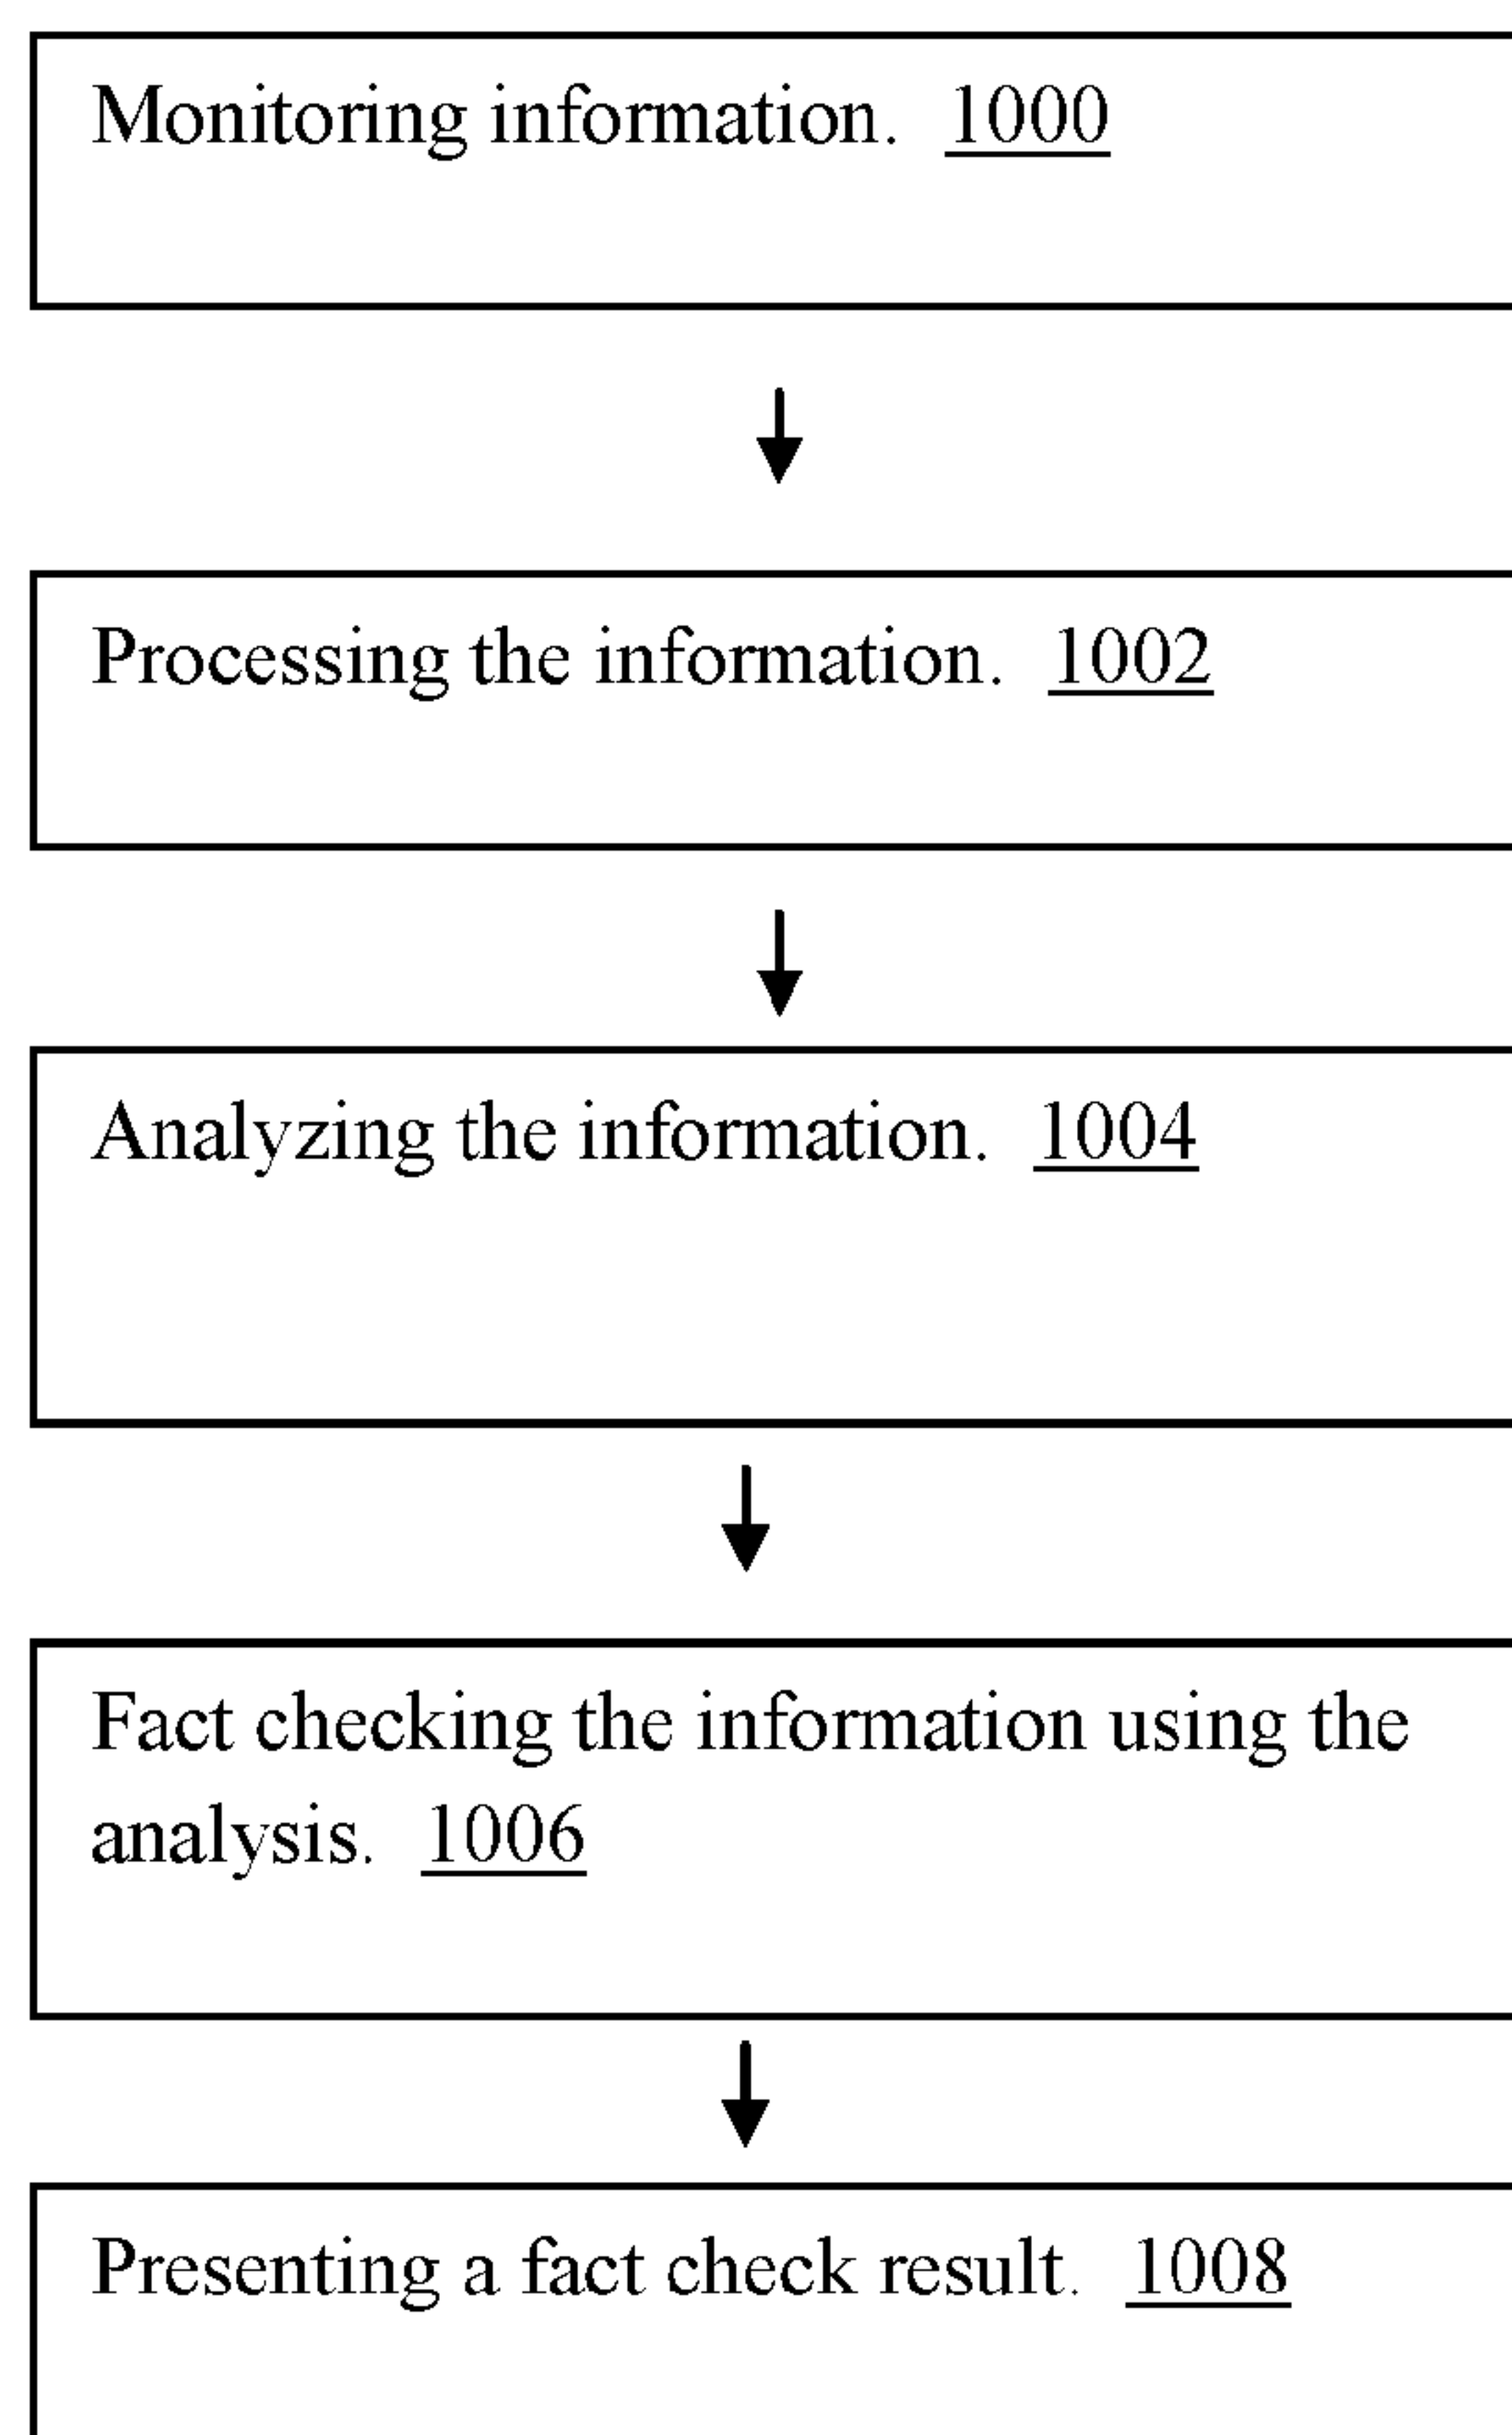 Monitoring information. 1000
Processing the information. 1002
Analyzing the information. 1004
Fact checking the information using the
analysis. 1006
Presenting a fact check result. 1008